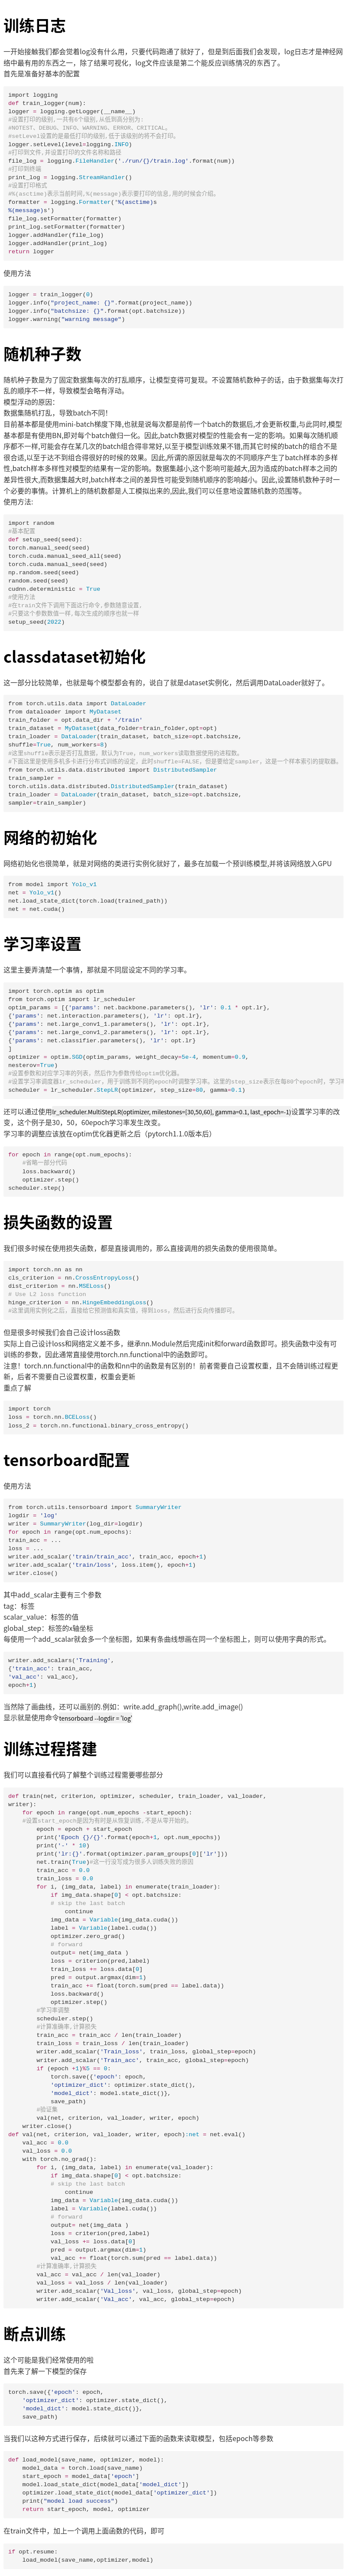 训练日志
一开始接触我们都会觉着log没有什么用，只要代码跑通了就好了，但是到后面我们会发现，log日志才是神经网
络中最有用的东西之一，除了结果可视化，log文件应该是第二个能反应训练情况的东西了。
首先是准备好基本的配置
import logging
def train_logger(num):
logger = logging.getLogger(__name__)
#设置打印的级别,一共有6个级别,从低到高分别为:
#NOTEST、DEBUG、INFO、WARNING、ERROR、CRITICAL,
#setLevel设置的是最低打印的级别,低于该级别的将不会打印。
logger.setlevel(level=logging.INFO)
#打印到文件,并设置打印的文件名称和路径
file_log = logging.FileHandler('./run/{}/train.log'.format(num))
#打印到终端
print_log = logging.StreamHandler()
#设置打印格式
#%(asctime)表示当前时间,%(message)表示要打印的信息,用的时候会介绍。
formatter = logging.Formatter('%(asctime)s
%(message)s')
file_log.setFormatter(formatter)
print_log.setFormatter(formatter)
logger.addHandler(file_log)
logger.addHandler(print_log)
return logger
使用方法
logger = train_logger(0)
logger.info("project_name: {}".format(project_name))
logger.info("batchsize: {}".format(opt.batchsize))
logger.warning("warning message")
随机种子数
随机种子数是为了固定数据集每次的打乱顺序，让模型变得可复现。不设置随机数种子的话，由于数据集每次打
乱的顺序不一样，导致模型会略有浮动。
模型浮动的原因：
数据集随机打乱，导致batch不同！
目前基本都是使用mini-batch梯度下降,也就是说每次都是前传一个batch的数据后,才会更新权重,与此同时,模型
基本都是有使用BN,即对每个batch做归一化。因此,batch数据对模型的性能会有一定的影响。如果每次随机顺
序都不一样,可能会存在某几次的batch组合得非常好,以至于模型训练效果不错,而其它时候的batch的组合不是
很合适,以至于达不到组合得很好的时候的效果。因此,所谓的原因就是每次的不同顺序产生了batch样本的多样
性,batch样本多样性对模型的结果有一定的影响。数据集越小,这个影响可能越大,因为造成的batch样本之间的
差异性很大,而数据集越大时,batch样本之间的差异性可能受到随机顺序的影响越小。因此,设置随机数种子时一
个必要的事情。计算机上的随机数都是人工模拟出来的,因此,我们可以任意地设置随机数的范围等。
使用方法:
import random
#基本配置
def setup_seed(seed):
torch.manual_seed(seed)
torch.cuda.manual_seed_all(seed)
torch.cuda.manual_seed(seed)
np.random.seed(seed)
random.seed(seed)
cudnn.deterministic = True
#使用方法
#在train文件下调用下面这行命令,参数随意设置,
#只要这个参数数值一样,每次生成的顺序也就一样
setup_seed(2022)
classdataset初始化
这一部分比较简单，也就是每个模型都会有的，说白了就是dataset实例化，然后调用DataLoader就好了。
from torch.utils.data import DataLoader
from dataloader import MyDataset
train_folder = opt.data_dir + '/train'
train_dataset = MyDataset(data_folder=train_folder,opt=opt)
train_loader = DataLoader(train_dataset, batch_size=opt.batchsize,
shuffle=True, num_workers=8)
#这里shuffle表示是否打乱数据，默认为True，num_workers读取数据使用的进程数。
#下面这里是使用多机多卡进行分布式训练的设定，此时shuffle=FALSE，但是要给定sampler，这是一个样本索引的提取器。
from torch.utils.data.distributed import DistributedSampler
train_sampler =
torch.utils.data.distributed.DistributedSampler(train_dataset)
train_loader = DataLoader(train_dataset, batch_size=opt.batchsize,
sampler=train_sampler)
网络的初始化
网络初始化也很简单，就是对网络的类进行实例化就好了，最多在加载一个预训练模型,并将该网络放入GPU
from model import Yolo_v1
net = Yolo_v1()
net.load_state_dict(torch.load(trained_path))
net = net.cuda()
学习率设置
这里主要弄清楚一个事情，那就是不同层设定不同的学习率。
import torch.optim as optim
from torch.optim import lr_scheduler
optim_params = [{'params': net.backbone.parameters(), 'lr': 0.1 * opt.lr},
{'params': net.interaction.parameters(), 'lr': opt.lr},
{'params': net.large_conv1_1.parameters(), 'lr': opt.lr},
{'params': net.large_conv1_2.parameters(), 'lr': opt.lr},
{'params': net.classifier.parameters(), 'lr': opt.lr}
]
optimizer = optim.SGD(optim_params, weight_decay=5e-4, momentum=0.9,
nesterov=True)
#设置参数和对应学习率的列表，然后作为参数传给optim优化器。
scheduler = lr_scheduler.StepLR(optimizer, step_size=80, gamma=0.1)
还可以通过使用lr_scheduler.MultiStepLR(optimizer, milestones=[30,50,60], gamma=0.1, last_epoch=-1)设置学习率的改
变，这个例子是30，50，60epoch学习率发生改变。
学习率的调整应该放在optim优化器更新之后（pytorch1.1.0版本后）
for epoch in range(opt.num_epochs):
#省略一部分代码
loss.backward()
optimizer.step()
scheduler.step()
损失函数的设置
我们很多时候在使用损失函数，都是直接调用的，那么直接调用的损失函数的使用很简单。
import torch.nn as nn
cls_criterion = nn.CrossEntropyLoss()
dist_criterion = nn.MSELoss()
# Use L2 loss function
hinge_criterion = nn.HingeEmbeddingLoss()
#这里调用实例化之后，直接给它预测值和真实值，得到loss，然后进行反向传播即可。
但是很多时候我们会自己设计loss函数
实际上自己设计loss和网络定义差不多，继承nn.Module然后完成init和forward函数即可。损失函数中没有可
训练的参数，因此通常直接使用torch.nn.functional中的函数即可。
注意！torch.nn.functional中的函数和nn中的函数是有区别的！前者需要自己设置权重，且不会随训练过程更
新，后者不需要自己设置权重，权重会更新
重点了解
import torch
loss = torch.nn.BCELoss()
loss_2 = torch.nn.functional.binary_cross_entropy()
tensorboard配置
使用方法
from torch.utils.tensorboard import SummaryWriter
logdir = 'log'
writer = SummaryWriter(log_dir=logdir)
for epoch in range(opt.num_epochs):
train_acc = ...
loss = ...
writer.add_scalar('train/train_acc', train_acc, epoch+1)
writer.add_scalar('train/loss', loss.item(), epoch+1)
writer.close()
其中add_scalar主要有三个参数
tag：标签
scalar_value：标签的值
global_step：标签的x轴坐标
每使用一个add_scalar就会多一个坐标图，如果有条曲线想画在同一个坐标图上，则可以使用字典的形式。
writer.add_scalars('Training',
{'train_acc': train_acc,
'val_acc': val_acc},
epoch+1)
当然除了画曲线，还可以画别的.例如：write.add_graph(),write.add_image()
显示就是使用命令tensorboard --logdir = 'log'
训练过程搭建
我们可以直接看代码了解整个训练过程需要哪些部分
def train(net, criterion, optimizer, scheduler, train_loader, val_loader,
writer):
for epoch in range(opt.num_epochs -start_epoch):
#设置start_epoch是因为有时是从恢复训练,不是从零开始的。
epoch = epoch + start_epoch
print('Epoch {}/{}'.format(epoch+1, opt.num_epochs))
print('-' * 10)
print('lr:{}'.format(optimizer.param_groups[0]['lr']))
net.train(True)#这一行没写成为很多人训练失败的原因
train_acc = 0.0
train_loss = 0.0
for i, (img_data, label) in enumerate(train_loader):
if img_data.shape[0] < opt.batchsize:
# skip the last batch
continue
img_data = Variable(img_data.cuda())
label = Variable(label.cuda())
optimizer.zero_grad()
# forward
output= net(img_data )
loss = criterion(pred,label)
train_loss += loss.data[0]
pred = output.argmax(dim=1)
train_acc += float(torch.sum(pred == label.data))
loss.backward()
optimizer.step()
#学习率调整
scheduler.step()
#计算准确率,计算损失
train_acc = train_acc / len(train_loader)
train_loss = train_loss / len(train_loader)
writer.add_scalar('Train_loss', train_loss, global_step=epoch)
writer.add_scalar('Train_acc', train_acc, global_step=epoch)
if (epoch +1)%5 == 0:
torch.save({'epoch': epoch,
'optimizer_dict': optimizer.state_dict(),
'model_dict': model.state_dict()},
save_path)
#验证集
val(net, criterion, val_loader, writer, epoch)
writer.close()
def val(net, criterion, val_loader, writer, epoch):net = net.eval()
val_acc = 0.0
val_loss = 0.0
with torch.no_grad():
for i, (img_data, label) in enumerate(val_loader):
if img_data.shape[0] < opt.batchsize:
# skip the last batch
continue
img_data = Variable(img_data.cuda())
label = Variable(label.cuda())
# forward
output= net(img_data )
loss = criterion(pred,label)
val_loss += loss.data[0]
pred = output.argmax(dim=1)
val_acc += float(torch.sum(pred == label.data))
#计算准确率,计算损失
val_acc = val_acc / len(val_loader)
val_loss = val_loss / len(val_loader)
writer.add_scalar('Val_loss', val_loss, global_step=epoch)
writer.add_scalar('Val_acc', val_acc, global_step=epoch)
断点训练
这个可能是我们经常使用的啦
首先来了解一下模型的保存
torch.save({'epoch': epoch,
'optimizer_dict': optimizer.state_dict(),
'model_dict': model.state_dict()},
save_path)
当我们以这种方式进行保存，后续就可以通过下面的函数来读取模型，包括epoch等参数
def load_model(save_name, optimizer, model):
model_data = torch.load(save_name)
start_epoch = model_data['epoch']
model.load_state_dict(model_data['model_dict'])
optimizer.load_state_dict(model_data['optimizer_dict'])
print("model load success")
return start_epoch, model, optimizer
在train文件中，加上一个调用上面函数的代码，即可
if opt.resume:
load_model(save_name,optimizer,model)